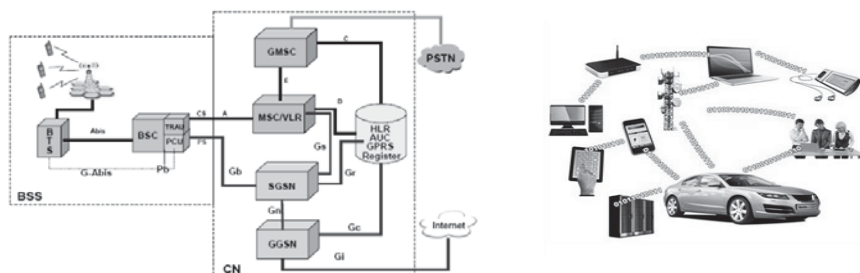 GMSC
C
PSTN
E
CS
A
MSC/VLR
D
BTS
Abis
BSC
TRAU
PCU
PS
HLR
AUC
GPRS
Register
Gs
Gr
G-Abis
Pb
Gb
SGSN
BSS
Gn
Gc
Internet
GGSN
Gi
CN